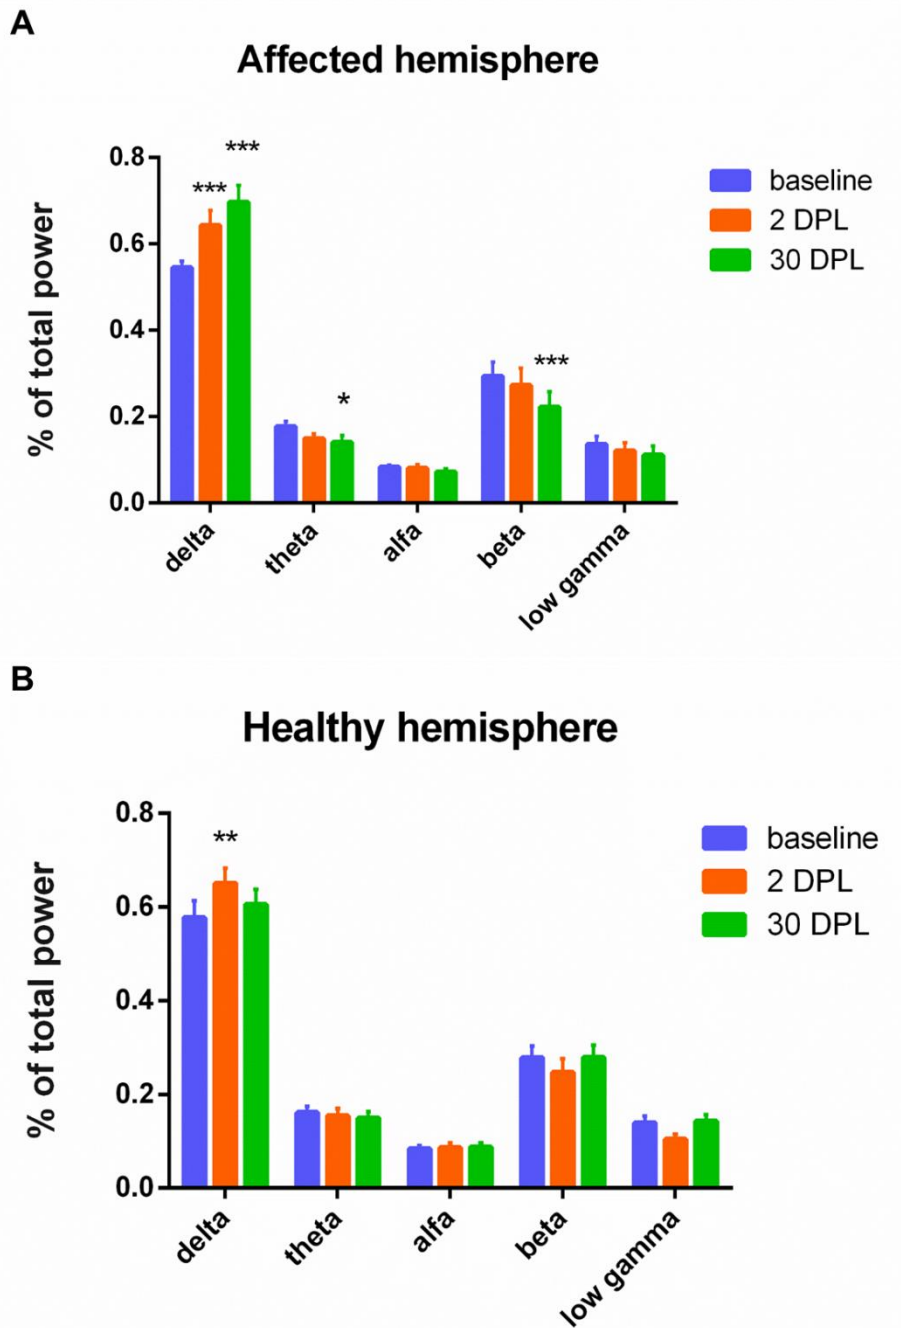 A
Affected hemisphere
% of total power
0.8
0.6
0.4
0.2
0.0
***
***
*
***
baseline
2 DPL
30 DPL
delta
theta
alfa
beta
low gamma
B
Healthy hemisphere
% of total power
0.8
0.6
0.4
0.2
0.0
**
baseline
2 DPL
30 DPL
delta
theta
alfa
beta
low gamma